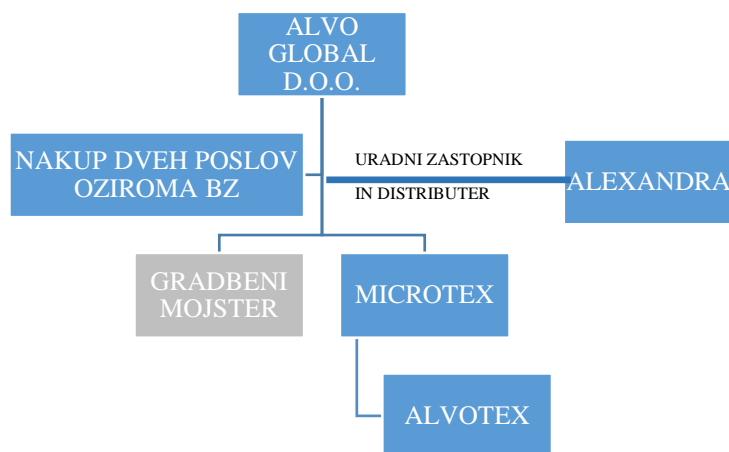 ALVO
GLOBAL
D.O.O.
NAKUP DVEH POSLOV
OZIROMA BZ
URADNI ZASTOPNIK
IN DISTRIBUTER
ALEXANDRA
GRADBENI
MOJSTER
MICROTEX
ALVOTEX